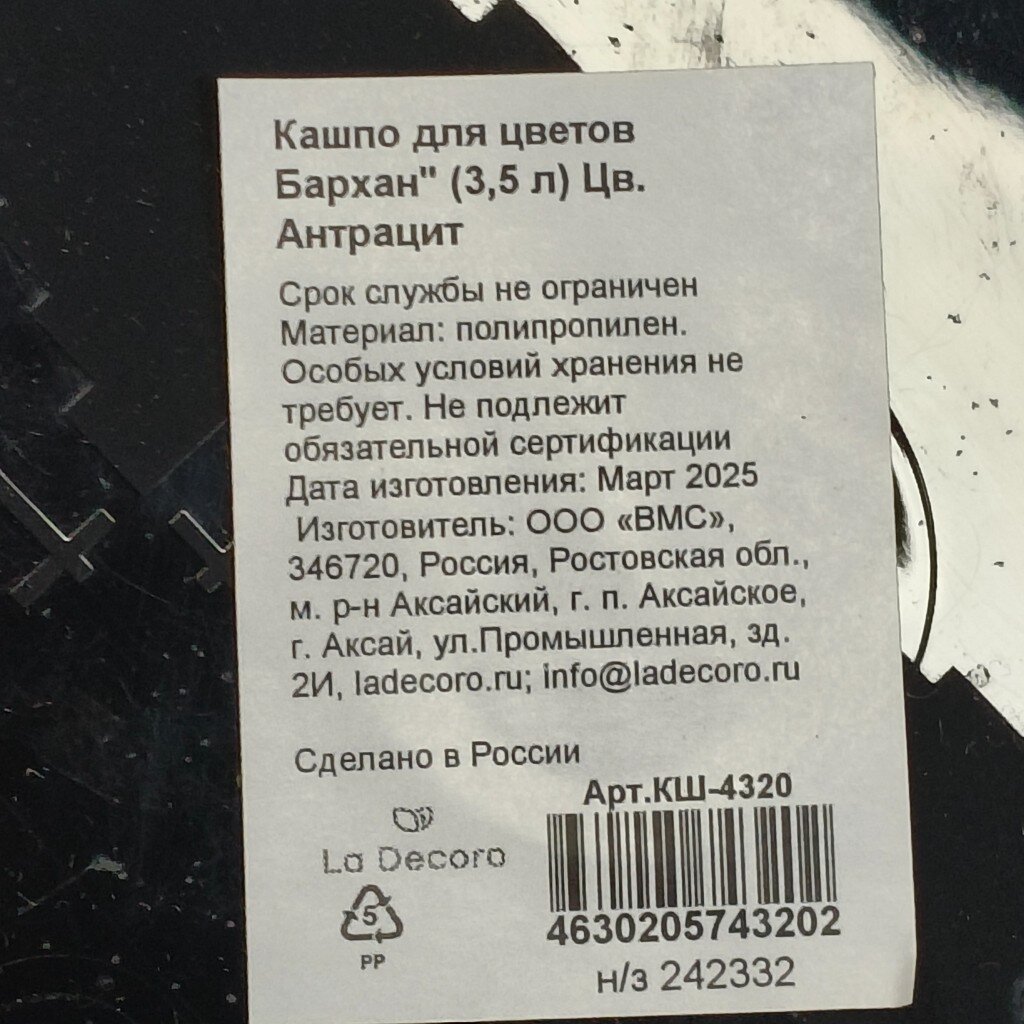 Кашпо для цветов
Бархан" (3,5 л) Цв.
Антрацит
Срок службы не ограничен
Материал: полипропилен.
Особых условий хранения не
требует. Не подлежит
обязательной сертификации
Дата изготовления: Март 2025
Изготовитель: ООО «ВМС»,
346720, Россия, Ростовская обл.,
м. р-н Аксайский, г. п. Аксайское,
г. Аксай, ул.Промышленная, зд.
2И, ladecoro.ru; info@ladecoro.ru
Сделано в России
Арт.КШ-4320
La Decoro
5
PP
4630205743202
н/з 242332